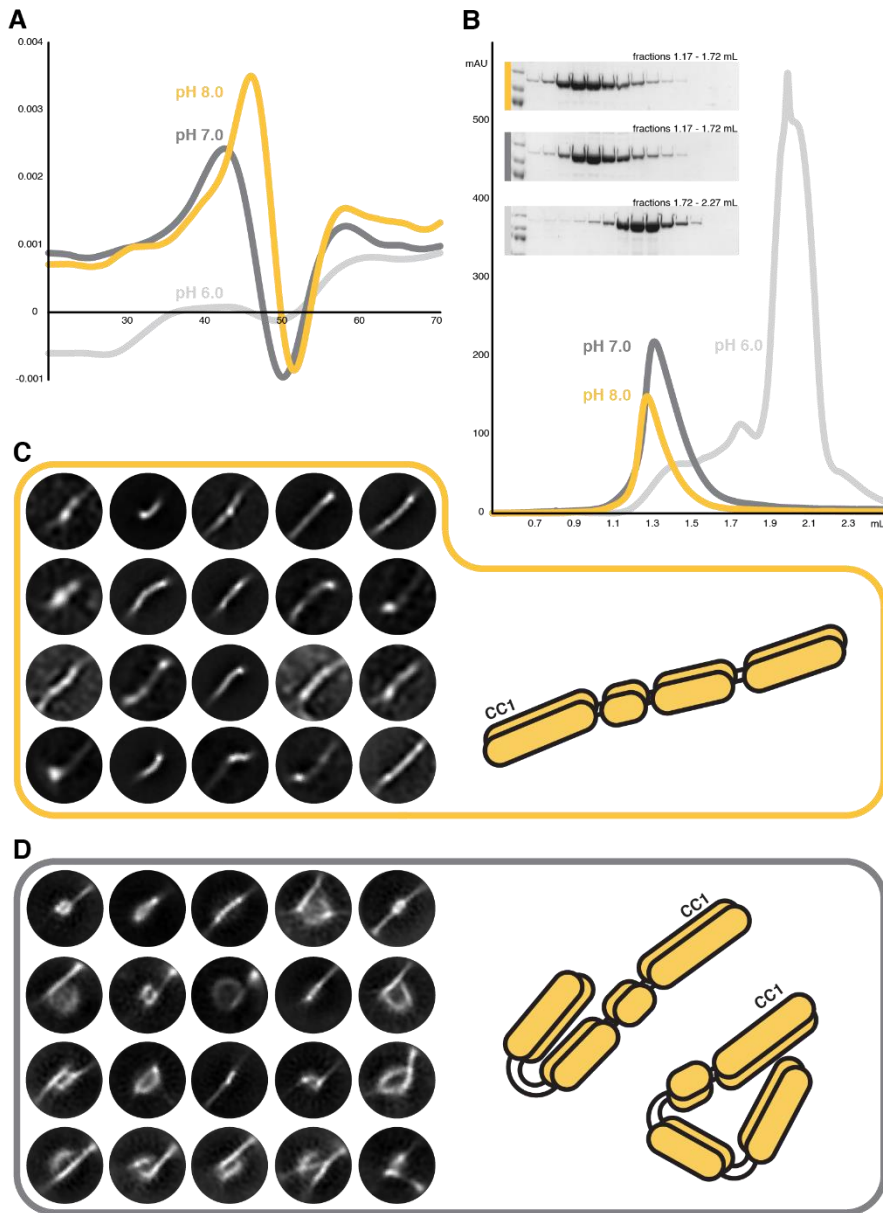 A
0.004
0.003
0.002
0.001
0
-0.001
30
40
50
60
70
pH 8.0
pH 7.0
pH 6.0
B
mAU
500
400
300
200
100
0
0.7
0.9
1.1
1.3
1.5
1.7
1.9
2.1
2.3
mL
fractions 1.17 - 1.72 mL
fractions 1.17 - 1.72 mL
fractions 1.72 - 2.27 mL
pH 7.0
pH 8.0
pH 6.0
C
CC1
D
CC1
CC1